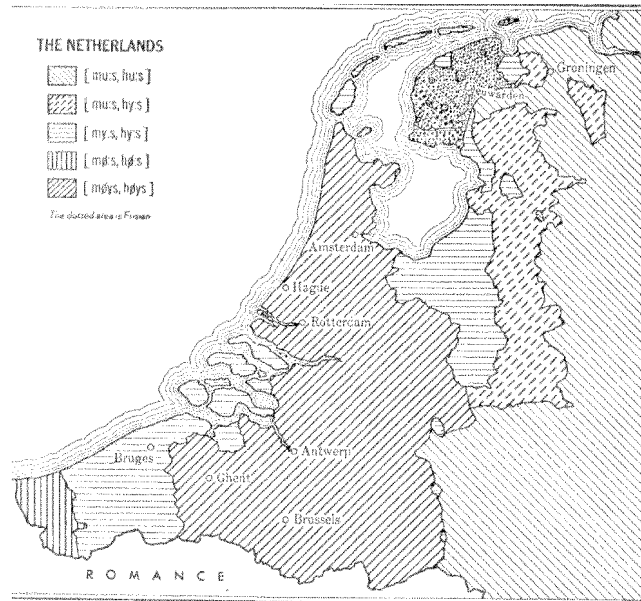 THE NETHERLANDS
[mu:s, hu:s]
[mu:s, hy:s]
[my:s, hy:s]
[mø:s, hø:s]
[møys, høys]
The dotted area is Frisian
Groningen
Amsterdam
Hague
Rotterdam
Antwerp
Bruges
Ghent
Brussels
ROMANCE